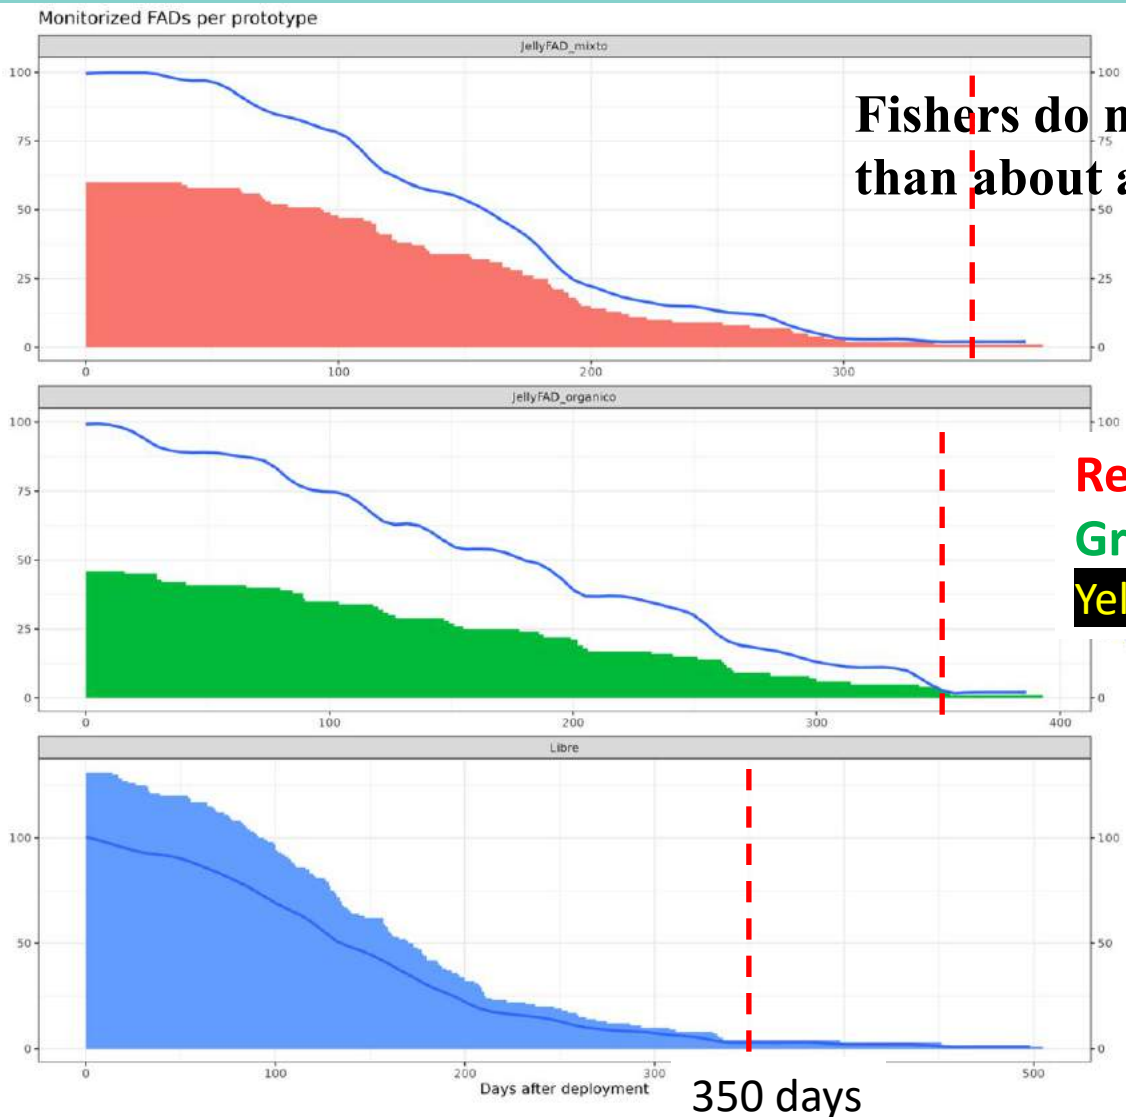 Monitorized FADs per prototype
JellyFAD_mixto
100
75
50
25
0
100
75
50
25
0
Fishers do
than about a
0 100 200 300
JellyFAD_organico
100
75
50
25
0
100
0
Re
Gr
Yel
0 100 200 300 400
Libre
100
50
0
100
50
0
0 100 200 300 500
Days after deployment
350 days